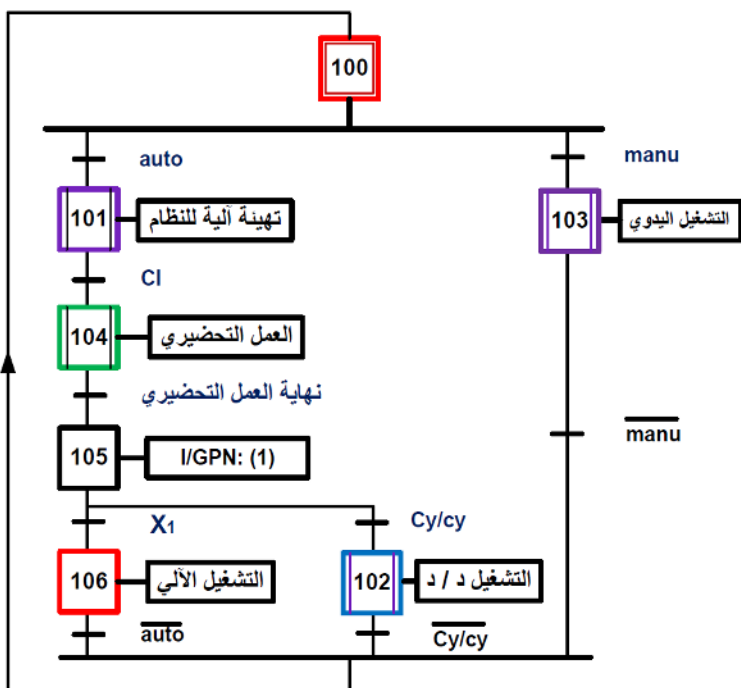 100
auto
manu
101
تهيئة آلية للنظام
103
التشغيل اليدوي
CI
104
العمل التحضيري
نهاية العمل التحضيري
manu
105
I/GPN: (1)
X1
Cy/cy
106
التشغيل الآلي
102
التشغيل د / د
auto
Cy/cy